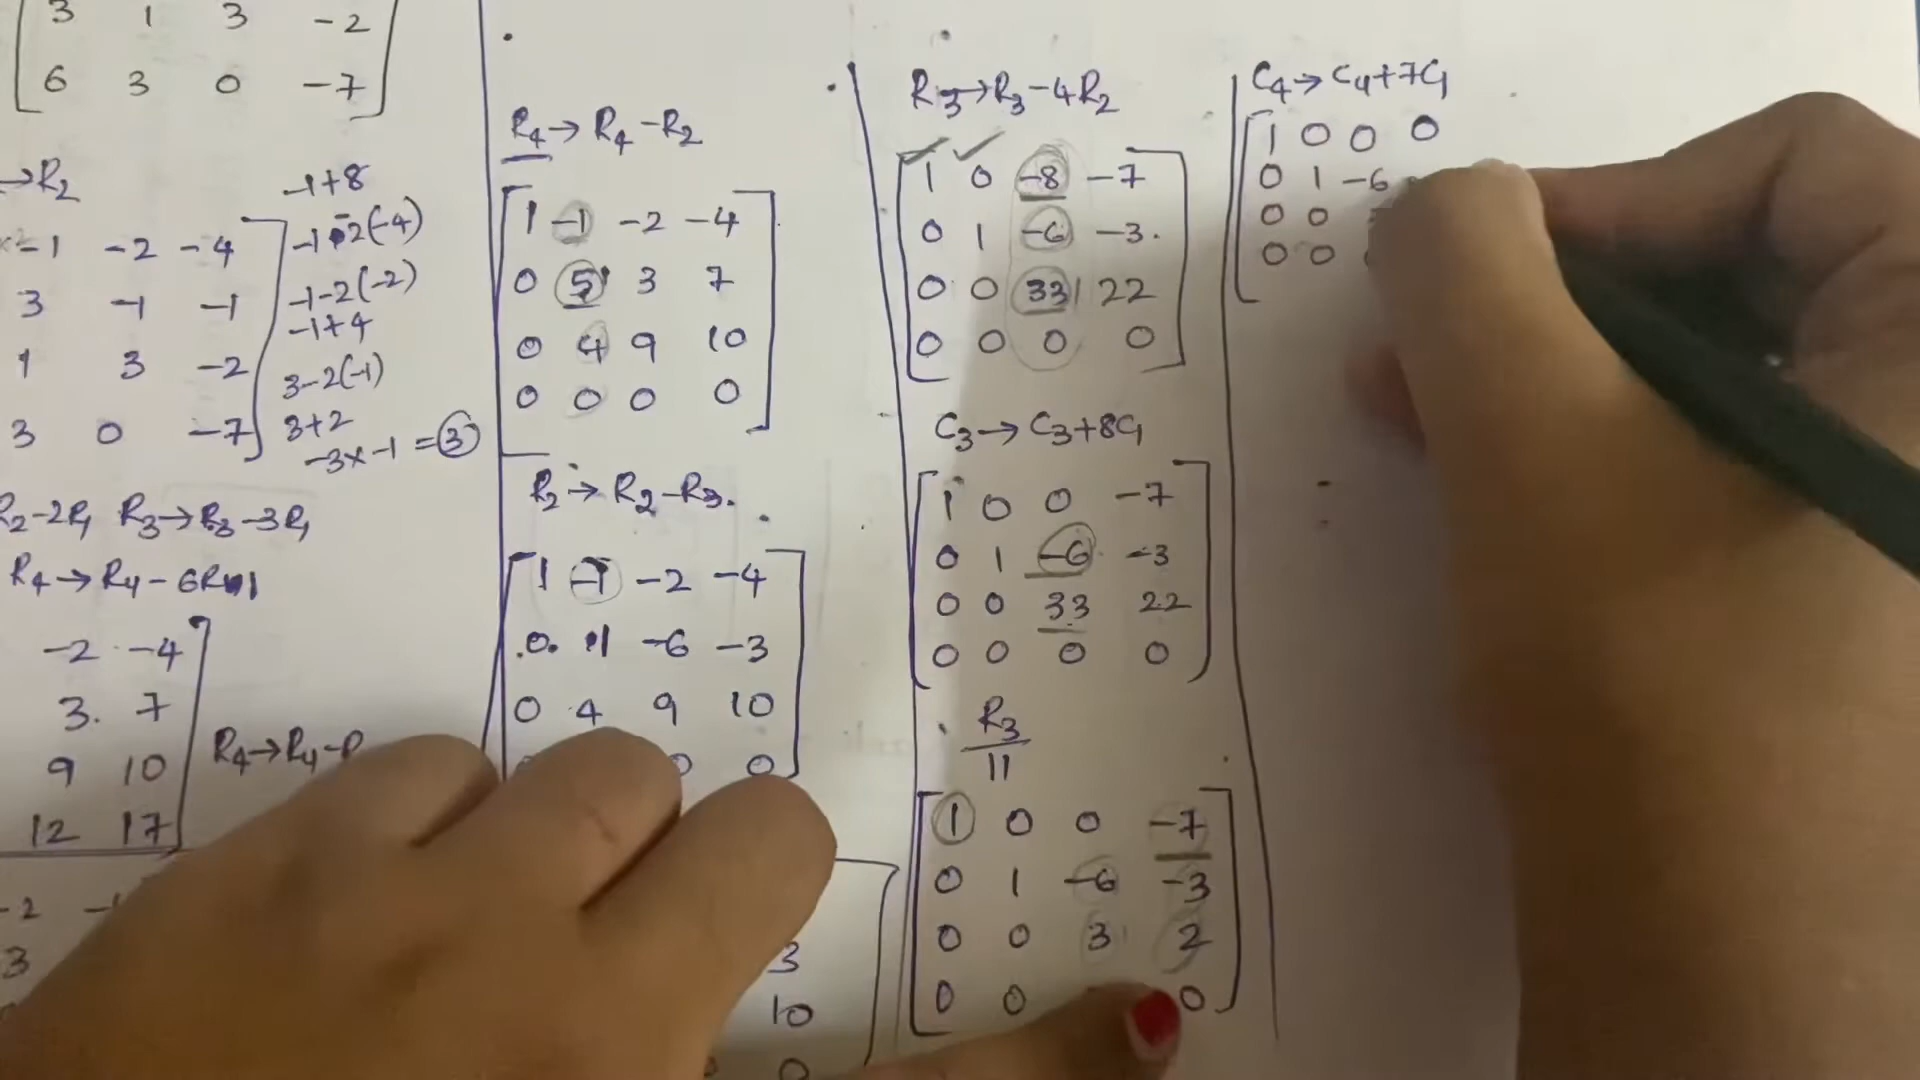 3 1 3 -2
6 3 0 -7
→R2
-1 -2 -4
3 -1 -1
1 3 -2
3 0 -7
-1+8
-1-2(-4)
-1-2(-2)
-1+4
3-2(-1)
3+2
-3x-1=3
R2-2R1 R3→R3-3R1
R4→R4-6R1
-2 -4
3. 7
9 10
12 17
R4→R4-R
-2
3
R4→R4-R2
1 -1 -2 -4
0 5 3 7
0 4 9 10
0 0 0 0
R2→R2-R3.
1 -1 -2 -4
0 1 -6 -3
0 4 9 10
0 0
3
10
0
R3→R3-4R2
1 0 -8 -7
0 1 -6 -3
0 0 33 22
0 0 0 0
C3→C3+8C1
1 0 0 -7
0 1 -6 -3
0 0 33 22
0 0 0 0
R3
11
1 0 0 -7
0 1 -6 -3
0 0 3 2
0 0 0
C4→C4+7C1
1 0 0 0
0 1 -6
0 0
0 0